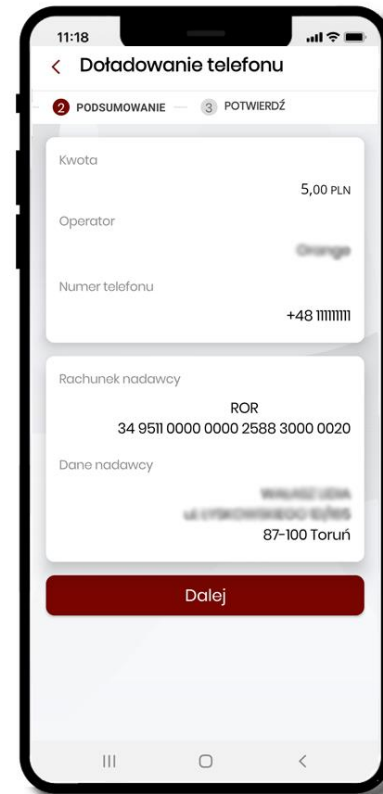 11:18
Doładowanie telefonu
2 PODSUMOWANIE 3 POTWIERDŹ
Kwota
5,00 PLN
Operator
Orange
Numer telefonu
+48 111111111
Rachunek nadawcy
ROR
34 9511 0000 0000 2588 3000 0020
Dane nadawcy
87-100 Toruń
Dalej